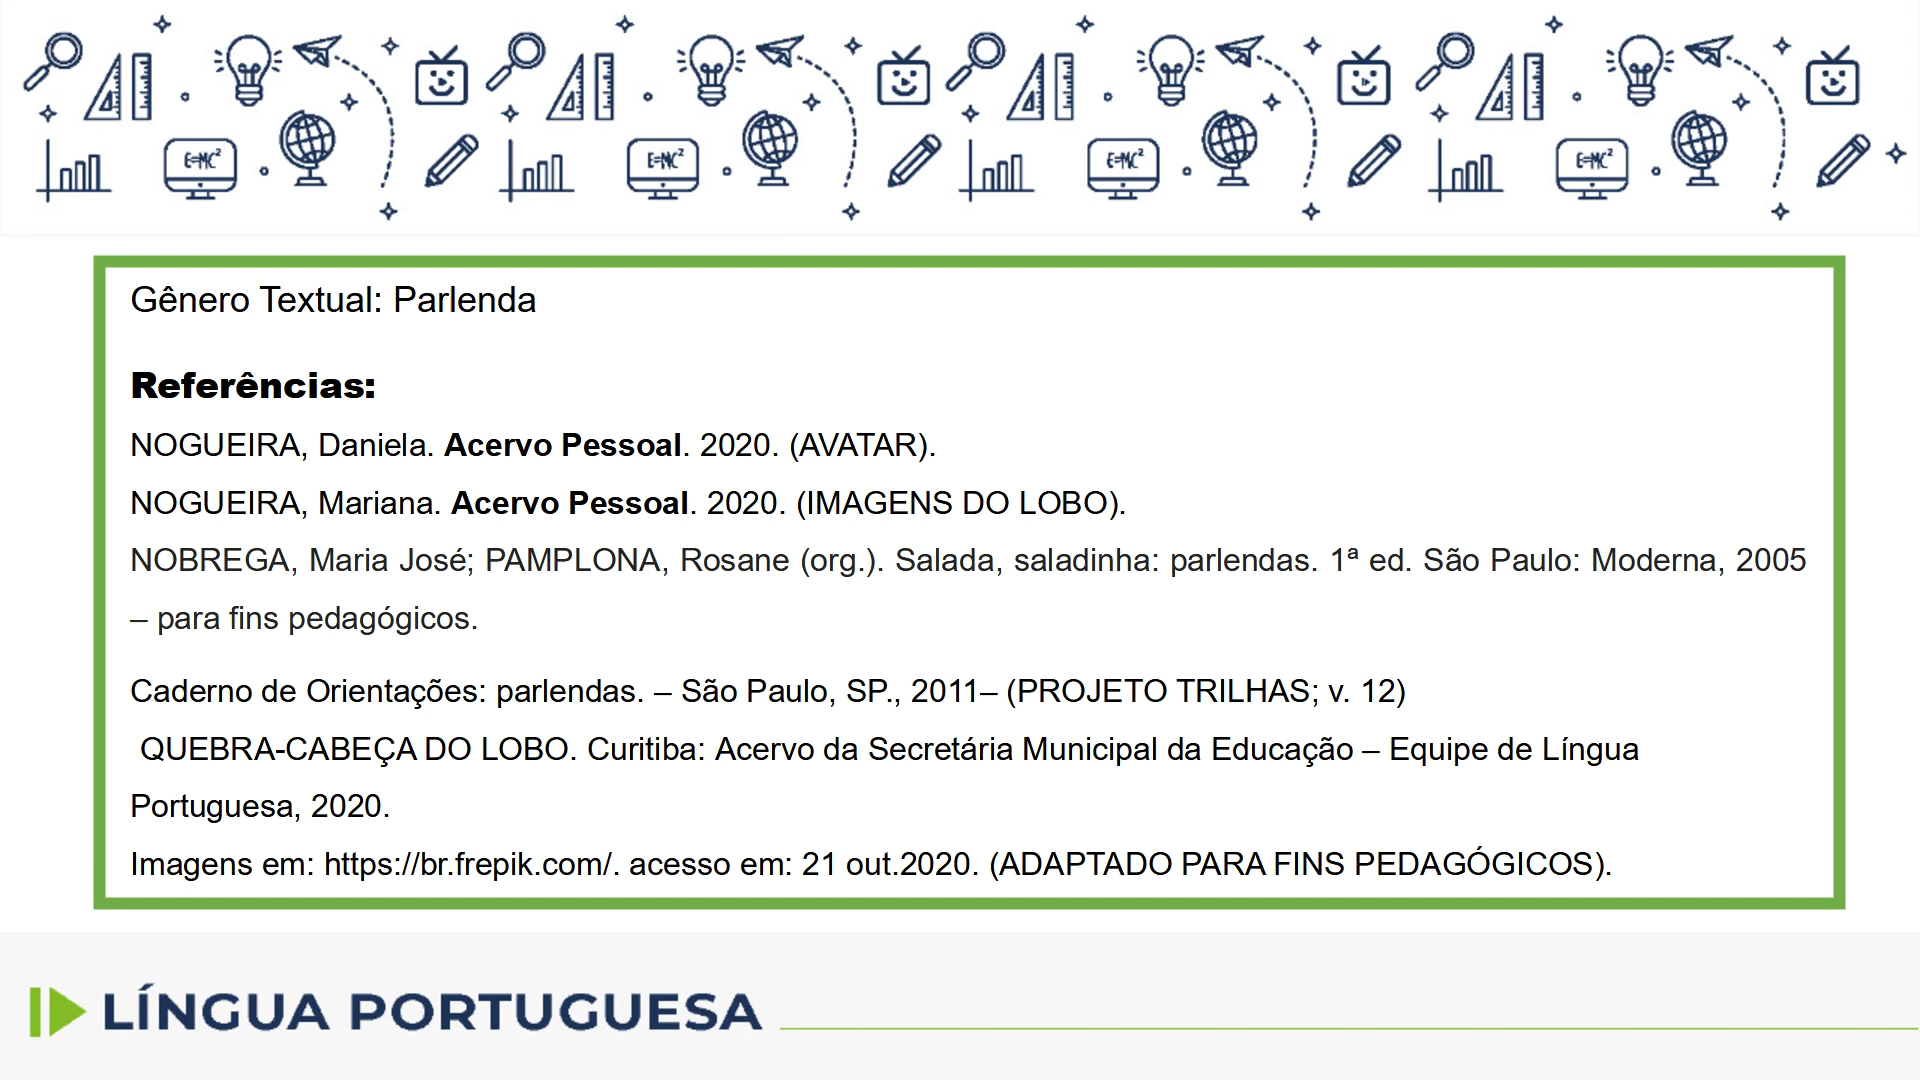 E=MC² E=MC² E=MC² E=MC²
Gênero Textual: Parlenda
Referências:
NOGUEIRA, Daniela. Acervo Pessoal. 2020. (AVATAR).
NOGUEIRA, Mariana. Acervo Pessoal. 2020. (IMAGENS DO LOBO).
NOBREGA, Maria José; PAMPLONA, Rosane (org.). Salada, saladinha: parlendas. 1ª ed. São Paulo: Moderna, 2005
– para fins pedagógicos.
Caderno de Orientações: parlendas. – São Paulo, SP., 2011– (PROJETO TRILHAS; v. 12)
QUEBRA-CABEÇA DO LOBO. Curitiba: Acervo da Secretária Municipal da Educação – Equipe de Língua
Portuguesa, 2020.
Imagens em: https://br.frepik.com/. acesso em: 21 out.2020. (ADAPTADO PARA FINS PEDAGÓGICOS).
LÍNGUA PORTUGUESA